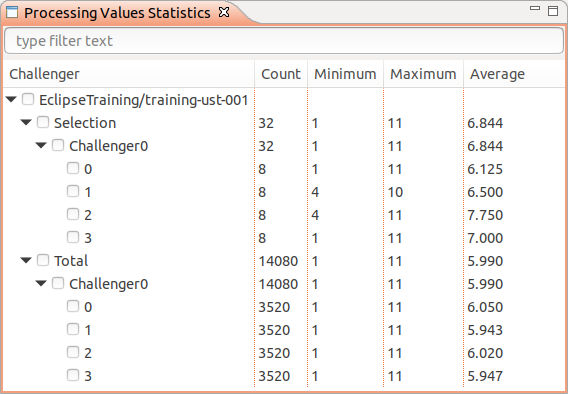 Processing Values Statistics
type filter text
Challenger Count Minimum Maximum Average
EclipseTraining/training-ust-001
Selection 32 1 11 6.844
Challenger0 32 1 11 6.844
0 8 1 11 6.125
1 8 4 10 6.500
2 8 4 11 7.750
3 8 1 11 7.000
Total 14080 1 11 5.990
Challenger0 14080 1 11 5.990
0 3520 1 11 6.050
1 3520 1 11 5.943
2 3520 1 11 6.020
3 3520 1 11 5.947